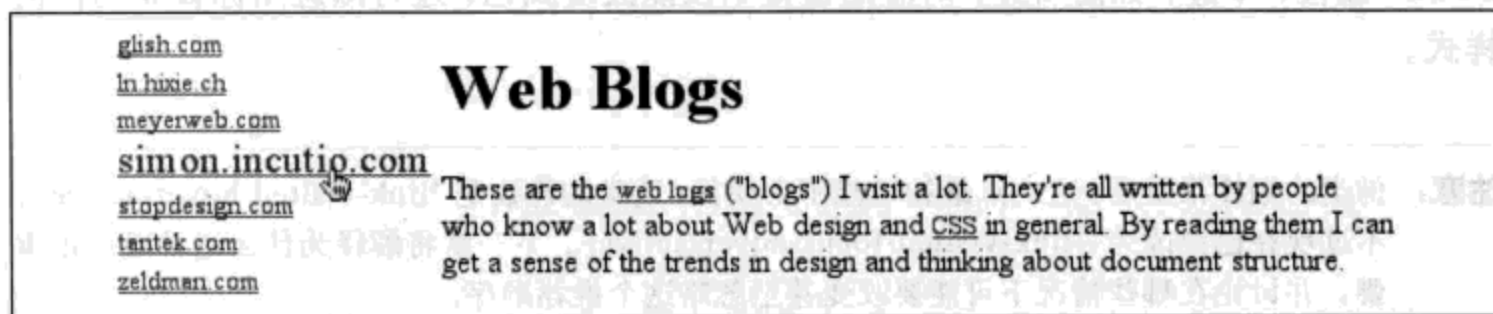 样式。
glish.com
ln.hixie.ch
meyerweb.com
simon.incutio.com
stopdesign.com
tantek.com
zeldman.com
Web Blogs
These are the web logs ("blogs") I visit a lot. They're all written by people
who know a lot about Web design and CSS in general. By reading them I can
get a sense of the trends in design and thinking about document structure.